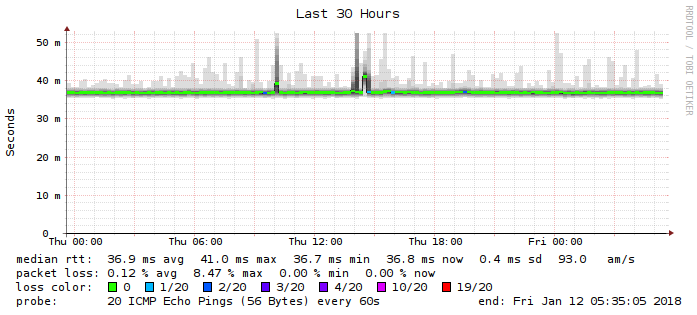 Last 30 Hours
RRDTOOL / TOBI OETIKER
Seconds
50 m
40 m
30 m
20 m
10 m
0
Thu 00:00 Thu 06:00 Thu 12:00 Thu 18:00 Fri 00:00
median rtt: 36.9 ms avg 41.0 ms max 36.7 ms min 36.8 ms now 0.4 ms sd 93.0 am/s
packet loss: 0.12 % avg 8.47 % max 0.00 % min 0.00 % now
loss color: 0 1/20 2/20 3/20 4/20 10/20 19/20
probe: 20 ICMP Echo Pings (56 Bytes) every 60s end: Fri Jan 12 05:35:05 2018